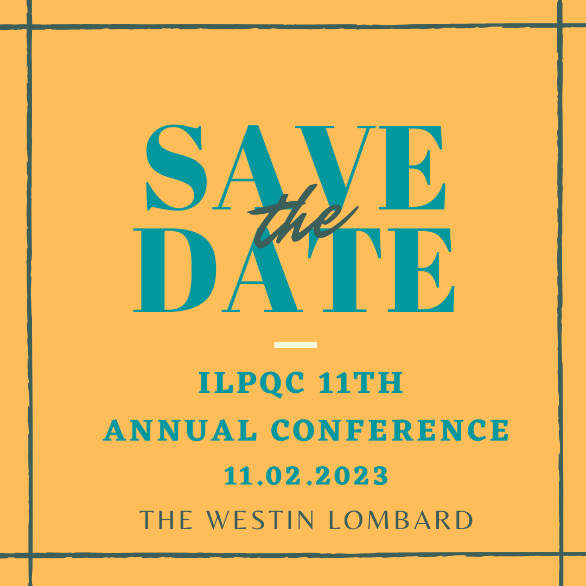 SAVE
the
DATE
ILPQC 11TH
ANNUAL CONFERENCE
11.02.2023
THE WESTIN LOMBARD